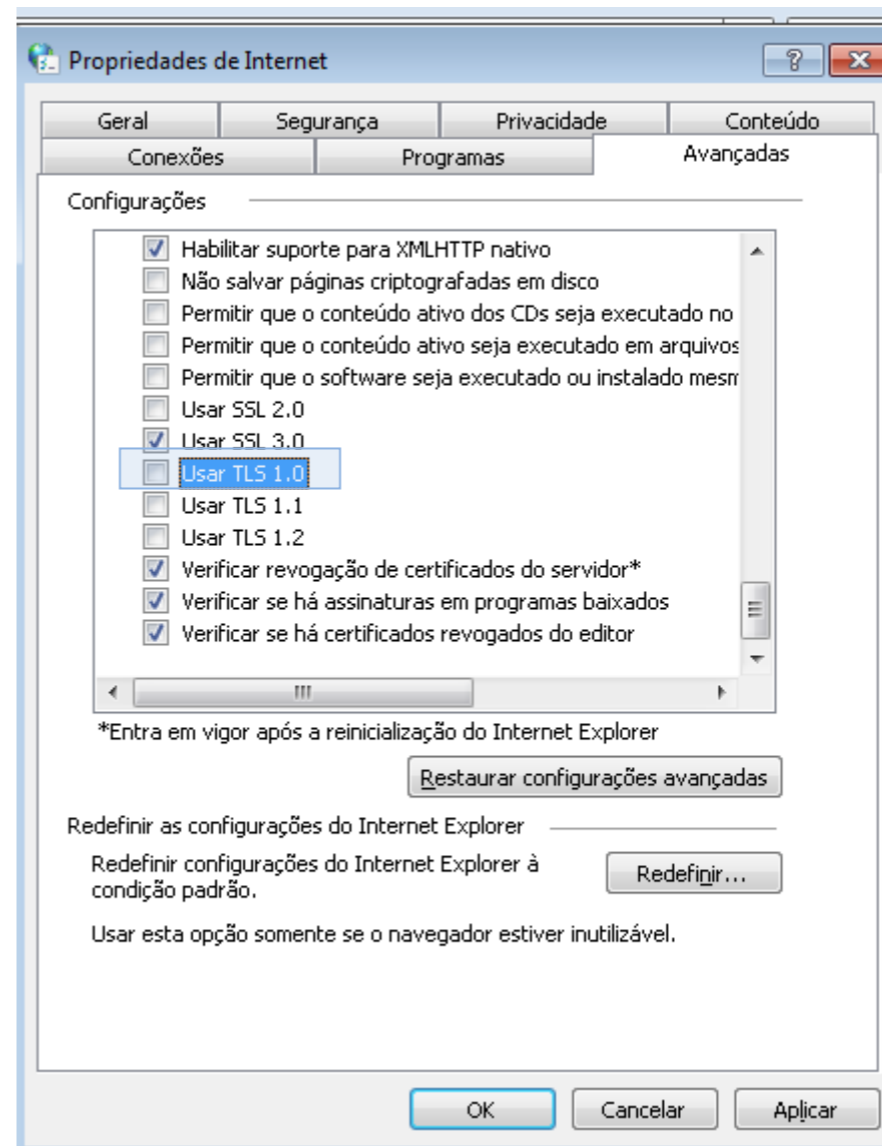 Propriedades de Internet
Geral
Segurança
Privacidade
Conteúdo
Conexões
Programas
Avançadas
Configurações
Habilitar suporte para XMLHTTP nativo
Não salvar páginas criptografadas em disco
Permitir que o conteúdo ativo dos CDs seja executado no
Permitir que o conteúdo ativo seja executado em arquivos
Permitir que o software seja executado ou instalado mesm
Usar SSL 2.0
Usar SSL 3.0
Usar TLS 1.0
Usar TLS 1.1
Usar TLS 1.2
Verificar revogação de certificados do servidor*
Verificar se há assinaturas em programas baixados
Verificar se há certificados revogados do editor
*Entra em vigor após a reinicialização do Internet Explorer
Restaurar configurações avançadas
Redefinir as configurações do Internet Explorer
Redefinir configurações do Internet Explorer à
condição padrão.
Redefinir...
Usar esta opção somente se o navegador estiver inutilizável.
OK
Cancelar
Aplicar